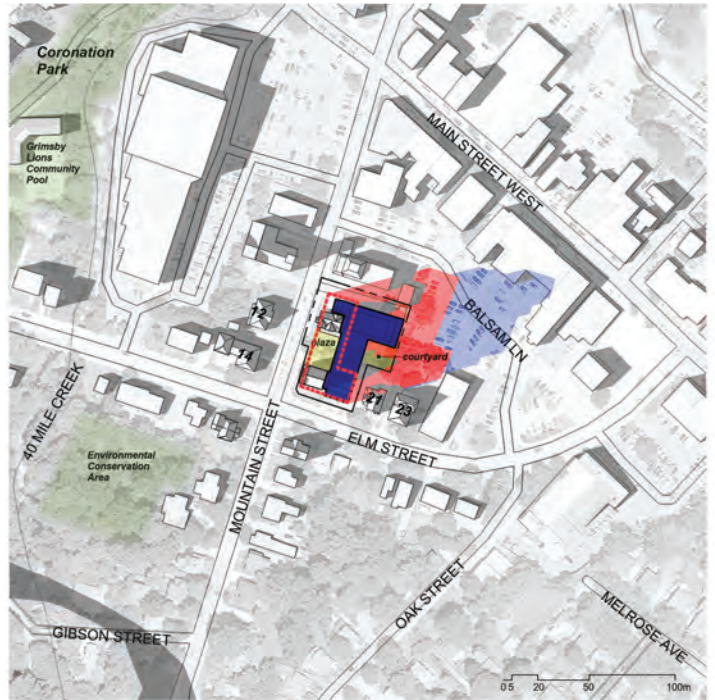 Coronation
Park
Grimsby
Lions
Community
Pool
MAIN STREET WEST
BALSAM LN
12
14
plaza
courtyard
21
23
ELM STREET
40 MILE CREEK
MOUNTAIN STREET
Environmental
Conservation
Area
OAK STREET
MELROSE AVE
GIBSON STREET
0 5 20 50 100m